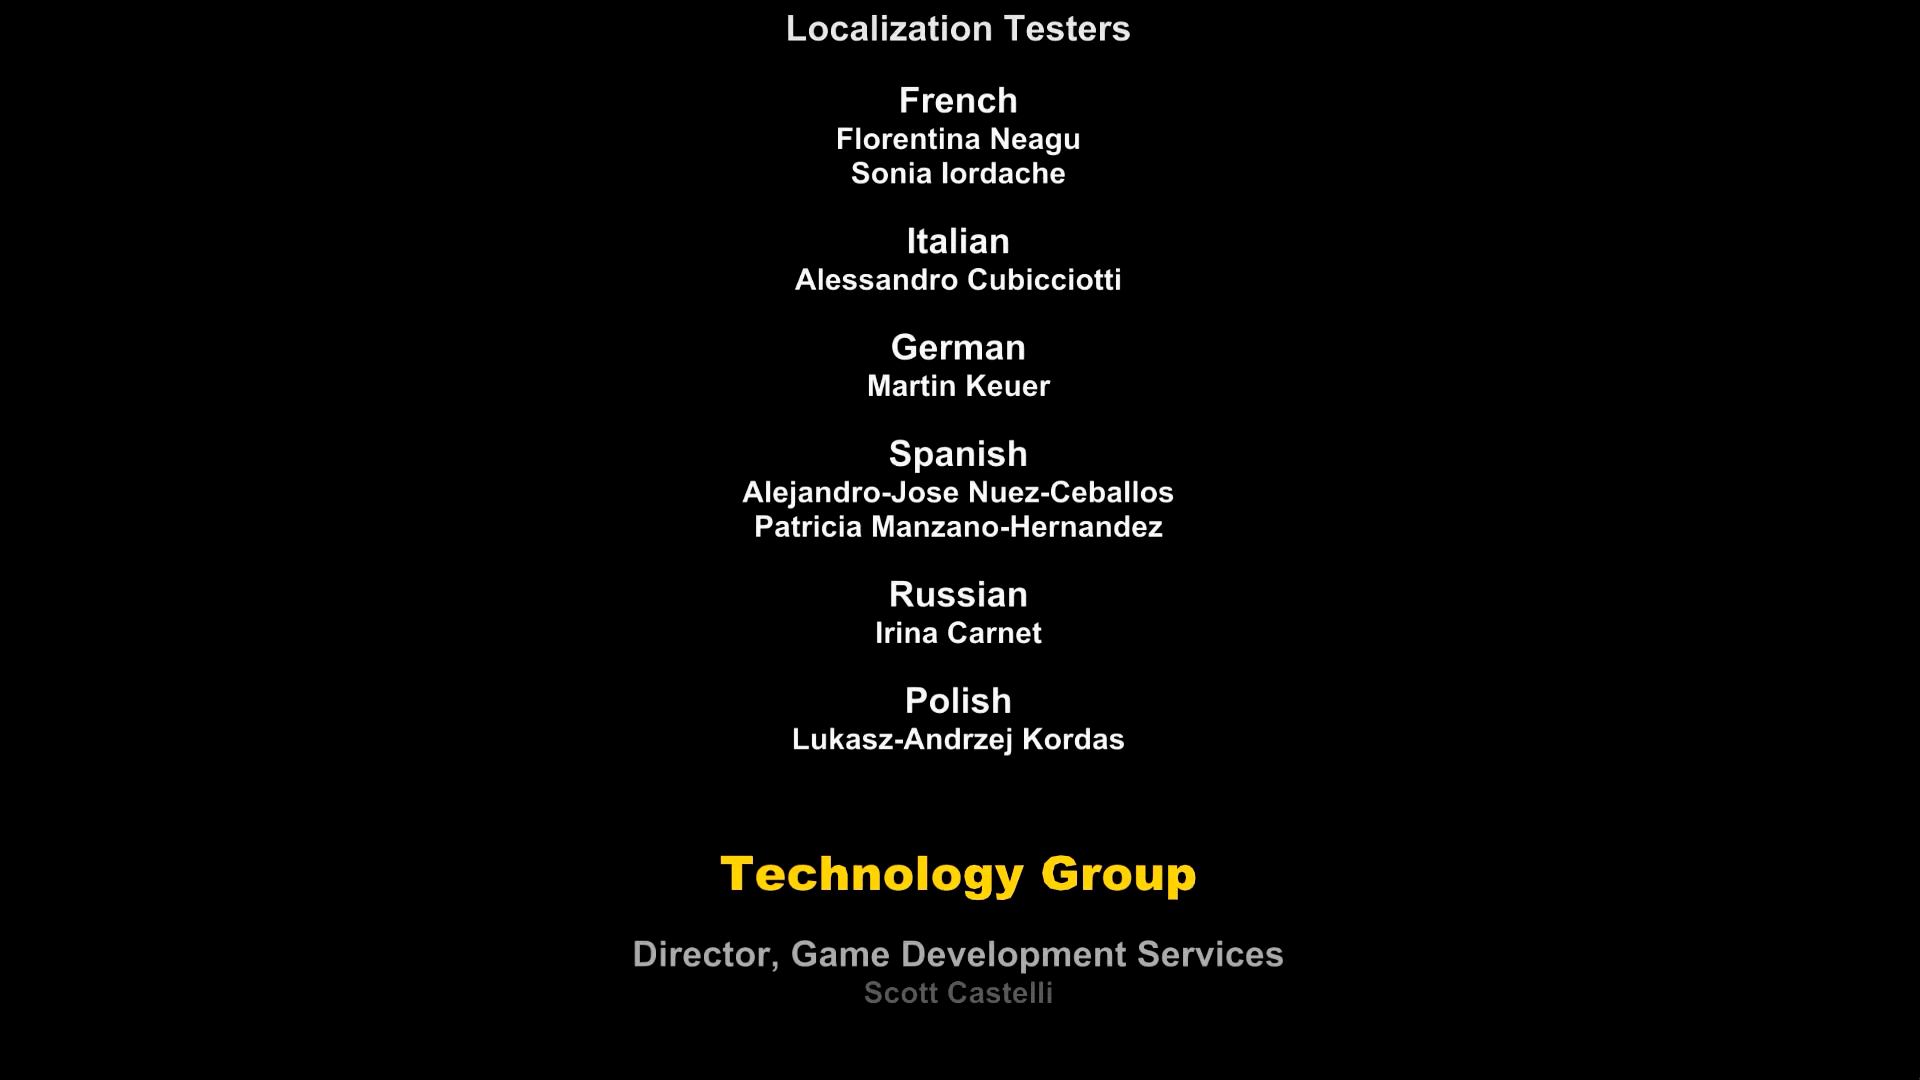 Localization Testers
French
Florentina Neagu
Sonia Iordache
Italian
Alessandro Cubicciotti
German
Martin Keuer
Spanish
Alejandro-Jose Nuez-Ceballos
Patricia Manzano-Hernandez
Russian
Irina Carnet
Polish
Lukasz-Andrzej Kordas
Technology Group
Director, Game Development Services
Scott Castelli